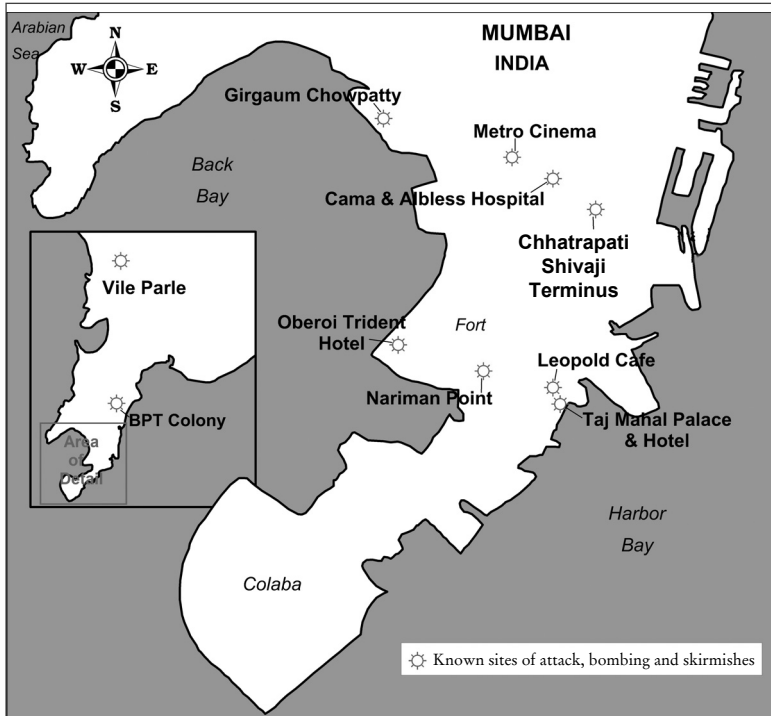 Arabian
Sea
N
W
E
S
MUMBAI
INDIA
Girgaum Chowpatty
Metro Cinema
Back
Bay
Cama & Albless Hospital
Chhatrapati
Shivaji
Terminus
Vile Parle
Oberoi Trident
Hotel
Fort
Leopold Cafe
Nariman Point
BPT Colony
Taj Mahal Palace
& Hotel
Area
of
Detail
Harbor
Bay
Colaba
Known sites of attack, bombing and skirmishes